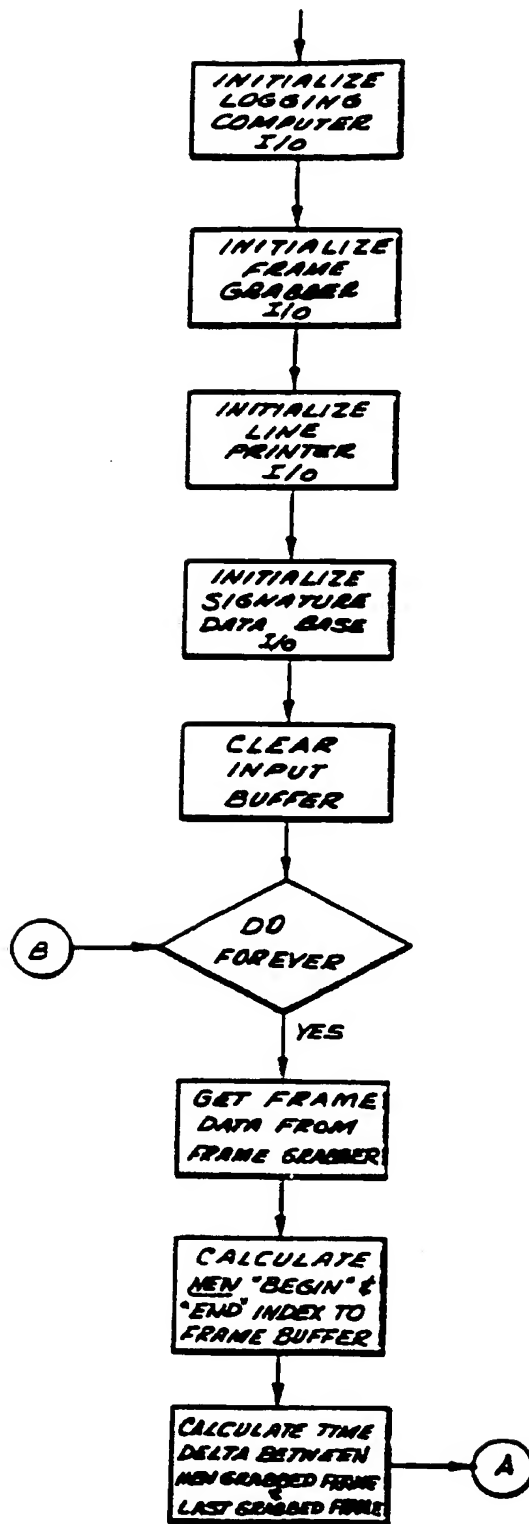 INITIALIZE
LOGGING
COMPUTER
I/O
INITIALIZE
FRAME
GRABBER
I/O
INITIALIZE
LINE
PRINTER
I/O
INITIALIZE
SIGNATURE
DATA BASE
I/O
CLEAR
INPUT
BUFFER
DO
FOREVER
B
YES
GET FRAME
DATA FROM
FRAME GRABBER
CALCULATE
NEW "BEGIN" &
"END" INDEX TO
FRAME BUFFER
CALCULATE TIME
DELTA BETWEEN
NEW GRABBED FRAME
&
LAST GRABBED FRAME
A